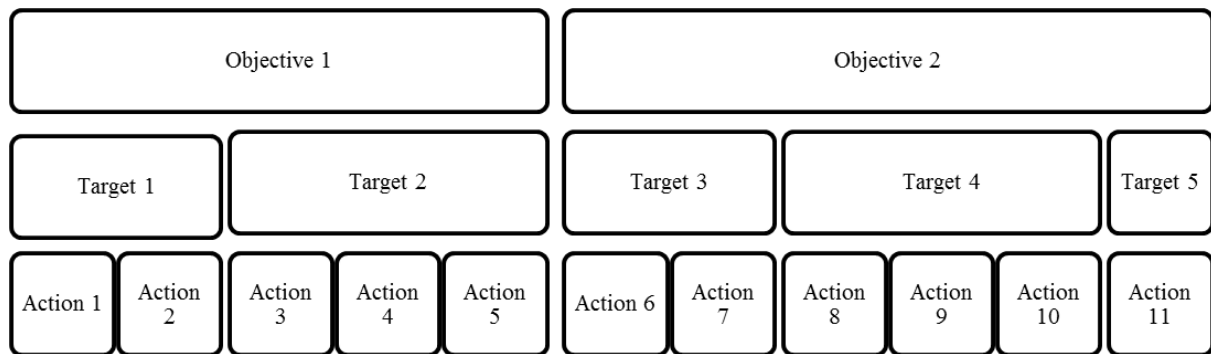 Objective 1
Objective 2
Target 1
Target 2
Target 3
Target 4
Target 5
Action 1
Action
2
Action
3
Action
4
Action
5
Action 6
Action
7
Action
8
Action
9
Action
10
Action
11